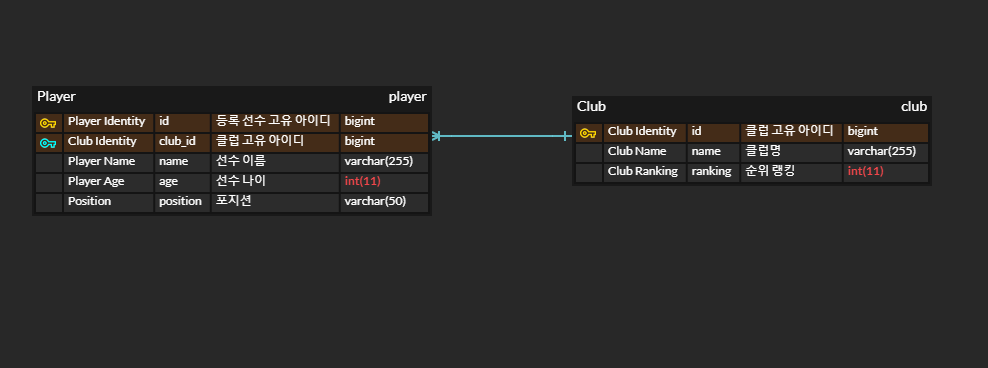 Player player
Player Identity id 등록 선수 고유 아이디 bigint
Club Identity club_id 클럽 고유 아이디 bigint
Player Name name 선수 이름 varchar(255)
Player Age age 선수 나이 int(11)
Position position 포지션 varchar(50)
Club club
Club Identity id 클럽 고유 아이디 bigint
Club Name name 클럽명 varchar(255)
Club Ranking ranking 순위 랭킹 int(11)